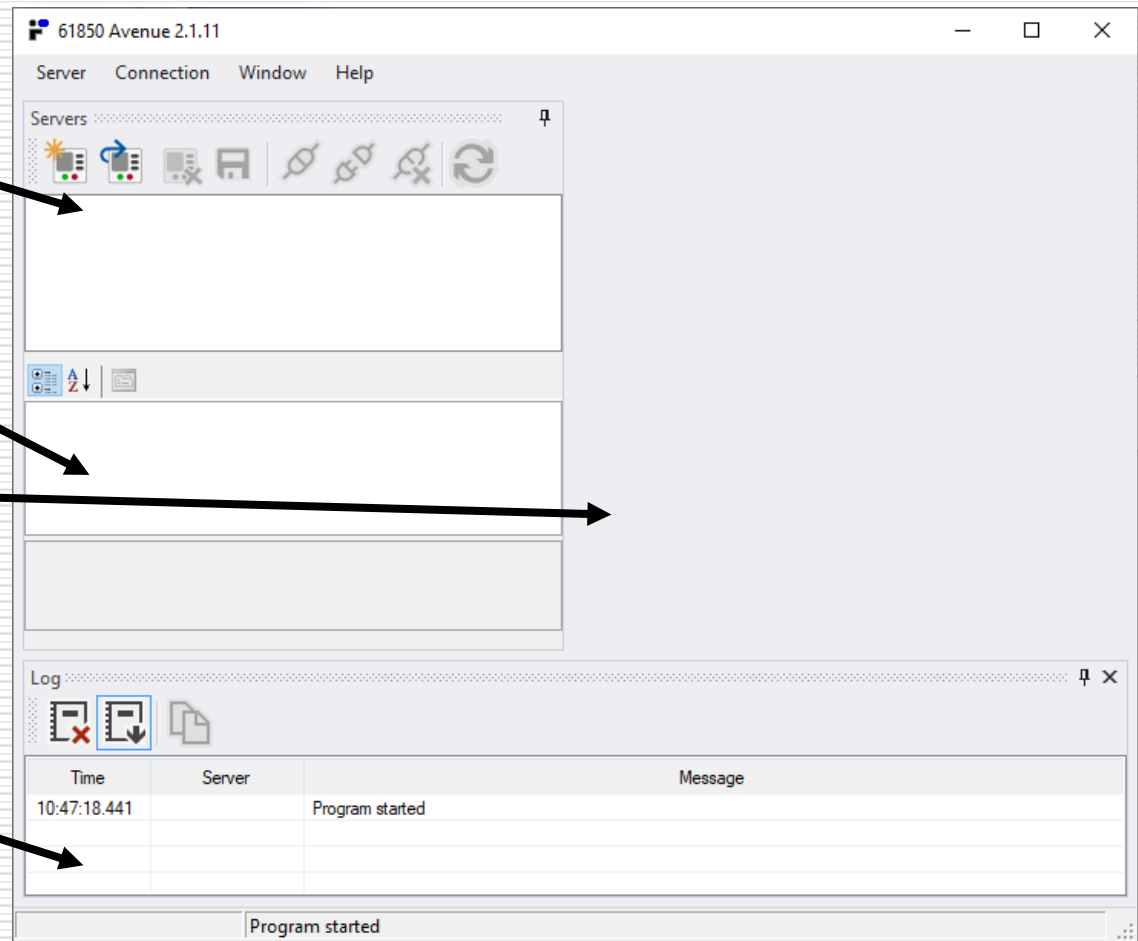 61850 Avenue 2.1.11
Server Connection Window Help
Servers
Log
Time Server Message
10:47:18.441 Program started
Program started